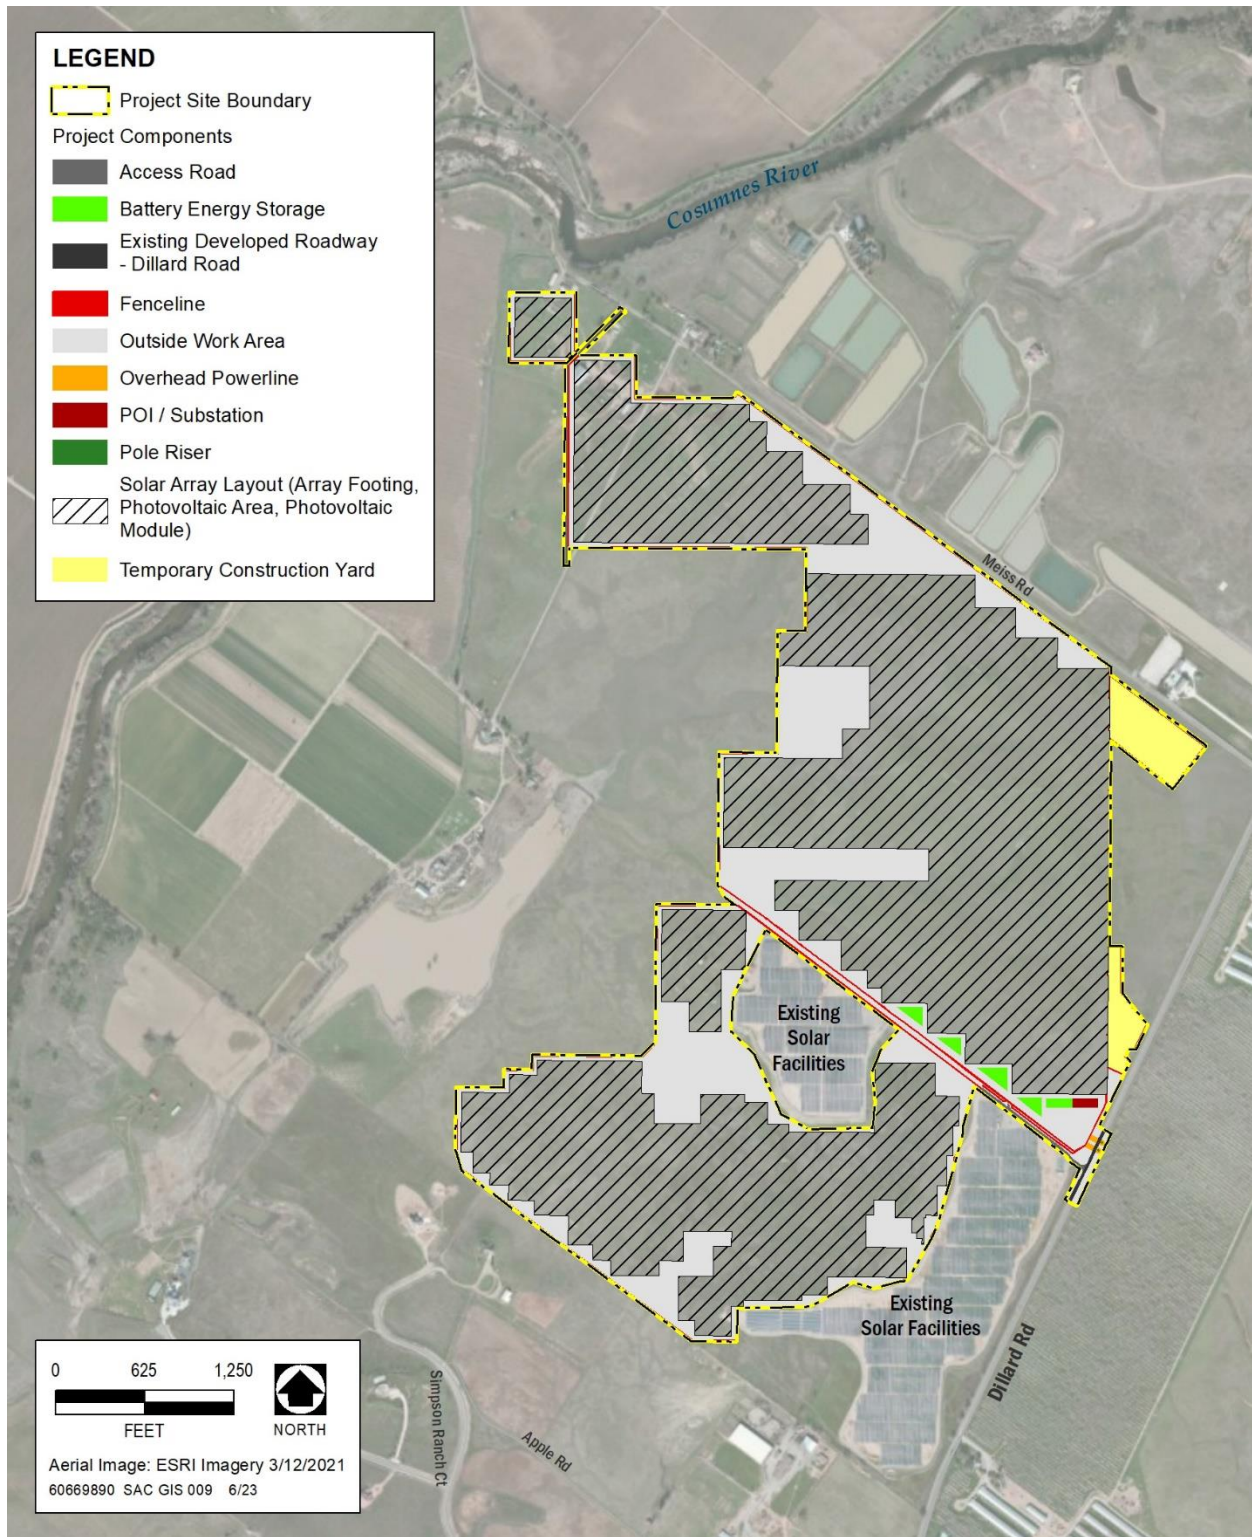 LEGEND
Project Site Boundary
Project Components
Access Road
Battery Energy Storage
Existing Developed Roadway
- Dillard Road
Fenceline
Outside Work Area
Overhead Powerline
POI / Substation
Pole Riser
Solar Array Layout (Array Footing,
Photovoltaic Area, Photovoltaic
Module)
Temporary Construction Yard
Cosumnes River
Meiss Rd
Existing
Solar
Facilities
Existing
Solar Facilities
Dillard Rd
Simpson Ranch Ct
Apple Rd
0 625 1,250
FEET
NORTH
Aerial Image: ESRI Imagery 3/12/2021
60669890 SAC GIS 009 6/23